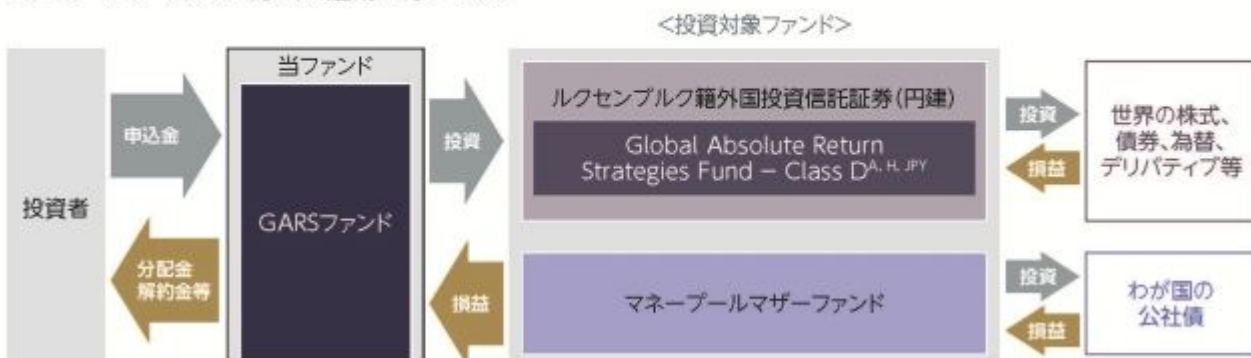 <投資対象ファンド>
投資者
申込金
分配金
解約金等
当ファンド
GARSファンド
投資
損益
ルクセンブルク籍外国投資信託証券(円建)
Global Absolute Return
Strategies Fund – Class Dᴬ, ᴴ, ᴶᴾʸ
マネープールマザーファンド
投資
損益
世界の株式、
債券、為替、
デリバティブ等
投資
損益
わが国の
公社債